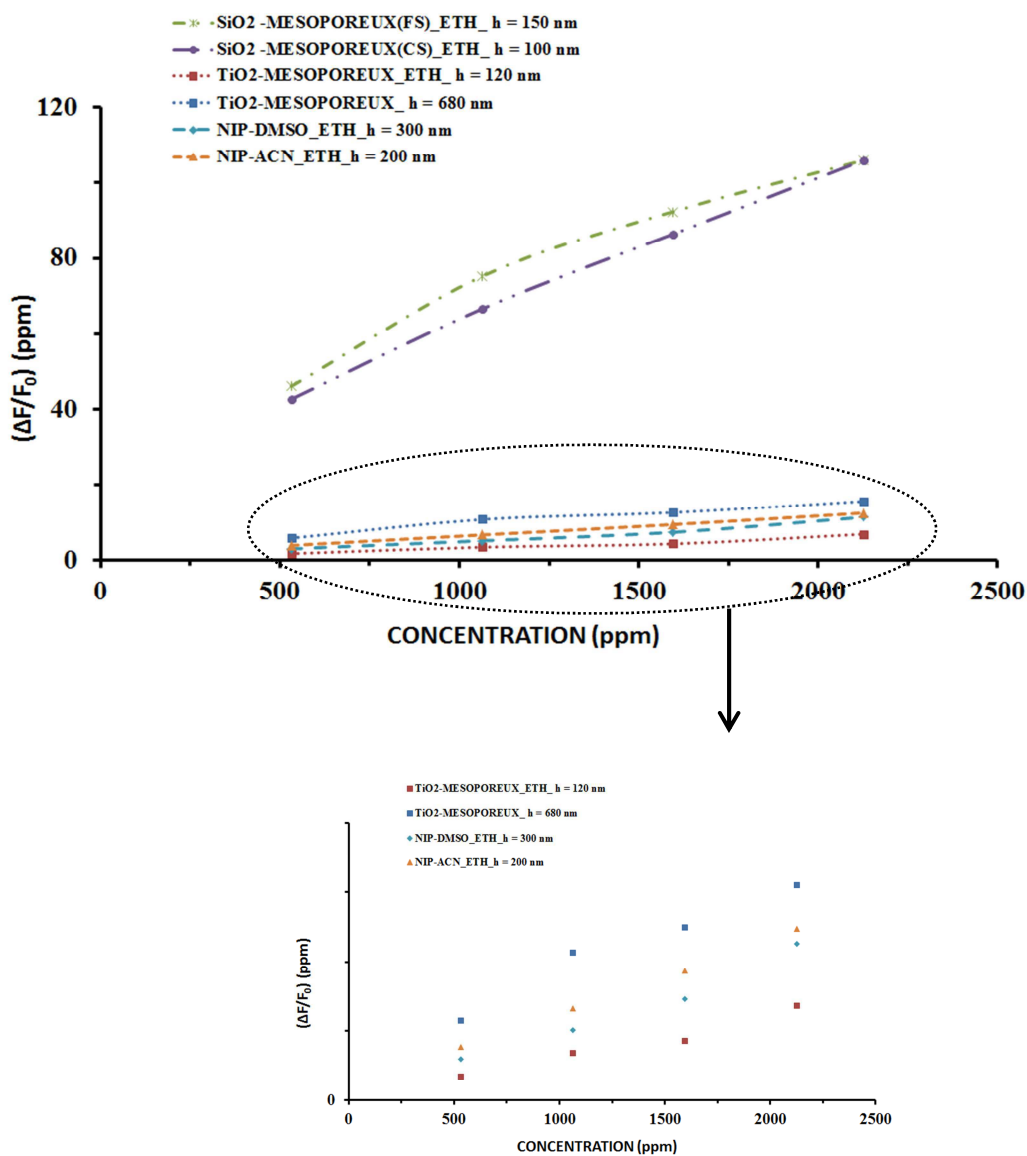 SiO2 -MESOPOREUX(FS)_ETH_ h = 150 nm
SiO2 -MESOPOREUX(CS)_ETH_ h = 100 nm
TiO2-MESOPOREUX_ETH_ h = 120 nm
TiO2-MESOPOREUX_ h = 680 nm
NIP-DMSO_ETH_h = 300 nm
NIP-ACN_ETH_h = 200 nm
120
80
40
0
(ΔF/F₀) (ppm)
0 500 1000 1500 2000 2500
CONCENTRATION (ppm)
TiO2-MESOPOREUX_ETH_ h = 120 nm
TiO2-MESOPOREUX_ h = 680 nm
NIP-DMSO_ETH_h = 300 nm
NIP-ACN_ETH_h = 200 nm
(ΔF/F₀) (ppm)
0
0 500 1000 1500 2000 2500
CONCENTRATION (ppm)